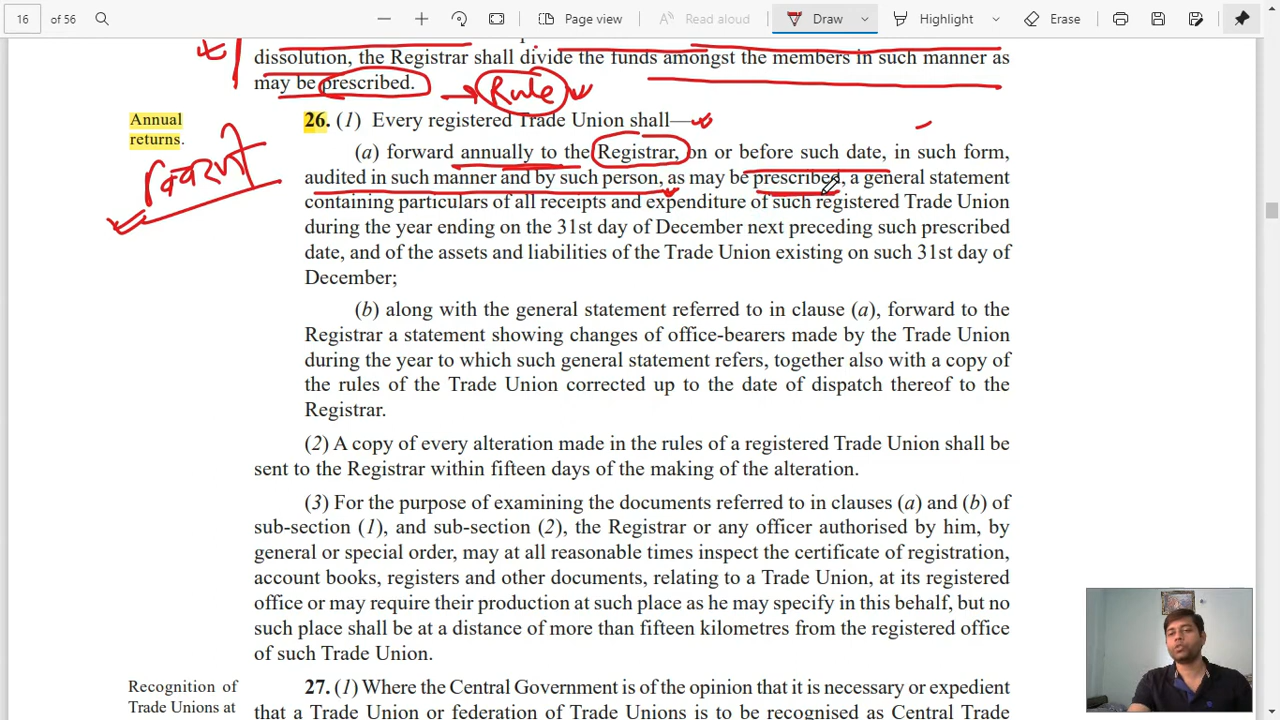 16 of 56
Page view
Read aloud
Draw
Highlight
Erase
dissolution, the Registrar shall divide the funds amongst the members in such manner as
may be prescribed. → Rule
Annual
returns.
26. (1) Every registered Trade Union shall—
(a) forward annually to the Registrar, on or before such date, in such form,
audited in such manner and by such person, as may be prescribed, a general statement
containing particulars of all receipts and expenditure of such registered Trade Union
during the year ending on the 31st day of December next preceding such prescribed
date, and of the assets and liabilities of the Trade Union existing on such 31st day of
December;
(b) along with the general statement referred to in clause (a), forward to the
Registrar a statement showing changes of office-bearers made by the Trade Union
during the year to which such general statement refers, together also with a copy of
the rules of the Trade Union corrected up to the date of dispatch thereof to the
Registrar.
(2) A copy of every alteration made in the rules of a registered Trade Union shall be
sent to the Registrar within fifteen days of the making of the alteration.
(3) For the purpose of examining the documents referred to in clauses (a) and (b) of
sub-section (1), and sub-section (2), the Registrar or any officer authorised by him, by
general or special order, may at all reasonable times inspect the certificate of registration,
account books, registers and other documents, relating to a Trade Union, at its registered
office or may require their production at such place as he may specify in this behalf, but no
such place shall be at a distance of more than fifteen kilometres from the registered office
of such Trade Union.
Recognition of
Trade Unions at
27. (1) Where the Central Government is of the opinion that it is necessary or expedient
that a Trade Union or federation of Trade Unions is to be recognised as Central Trade